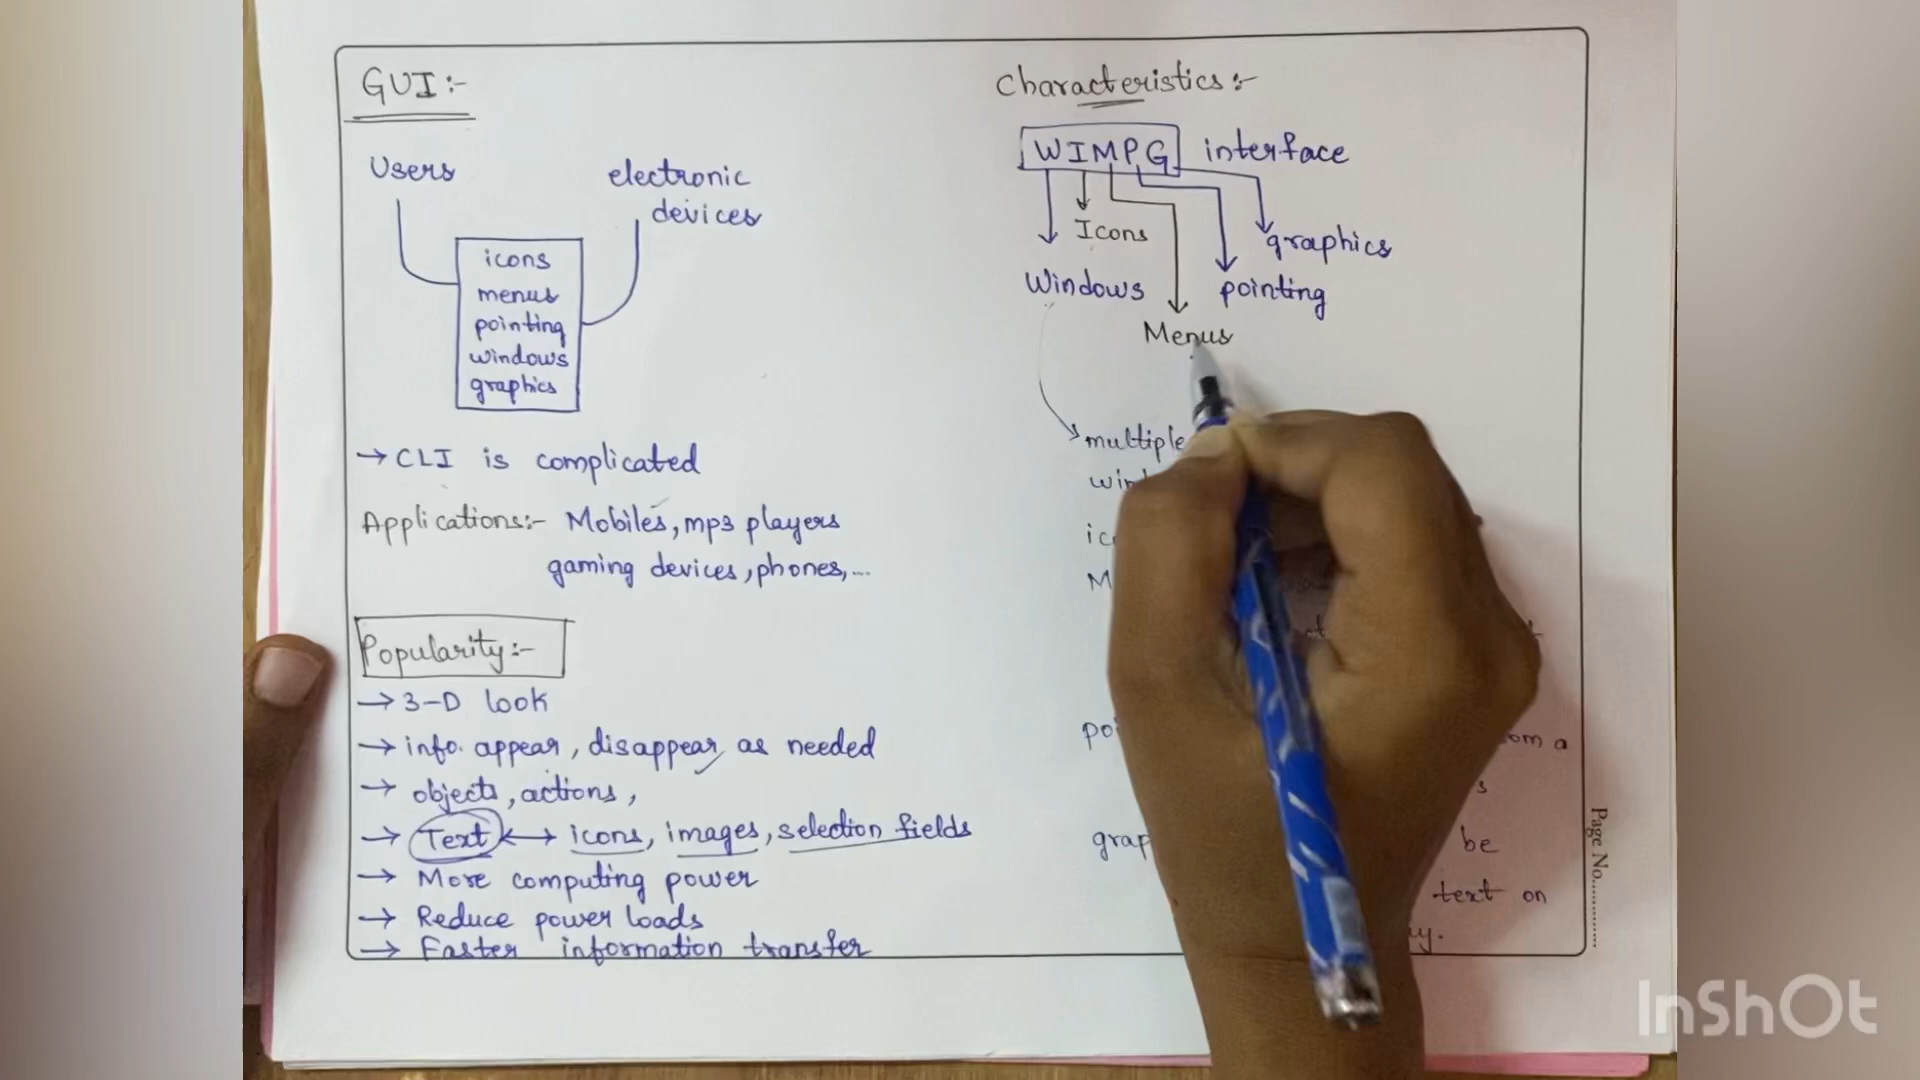 GUI:-
Users
electronic
devices
icons
menus
pointing
windows
graphics
→ CLI is complicated
Applications:- Mobiles, mp3 players
gaming devices, phones,...
Popularity:-
→ 3-D look
→ info. appear, disappear as needed
→ objects, actions,
→ Text ↔ icons, images, selection fields
→ More computing power
→ Reduce power loads
→ Faster information transfer
Characteristics:-
WIMPG interface
Icons
graphics
Windows
pointing
Menus
multiple
be
text on
Page No..............
InShOt